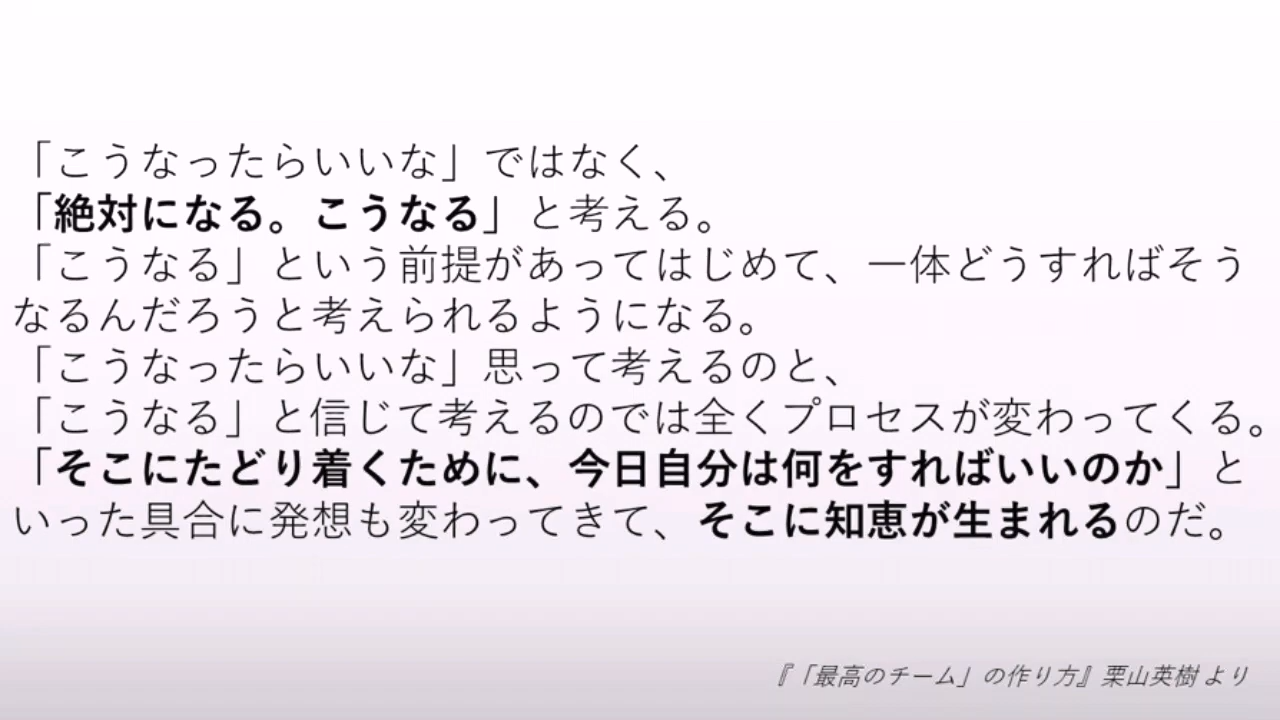 「こうなったらいいな」ではなく、
「絶対になる。こうなる」と考える。
「こうなる」という前提があってはじめて、一体どうすればそう
なるんだろうと考えられるようになる。
「こうなったらいいな」思って考えるのと、
「こうなる」と信じて考えるのでは全くプロセスが変わってくる。
「そこにたどり着くために、今日自分は何をすればいいのか」と
いった具合に発想も変わってきて、そこに知恵が生まれるのだ。
『「最高のチーム」の作り方』栗山英樹 より